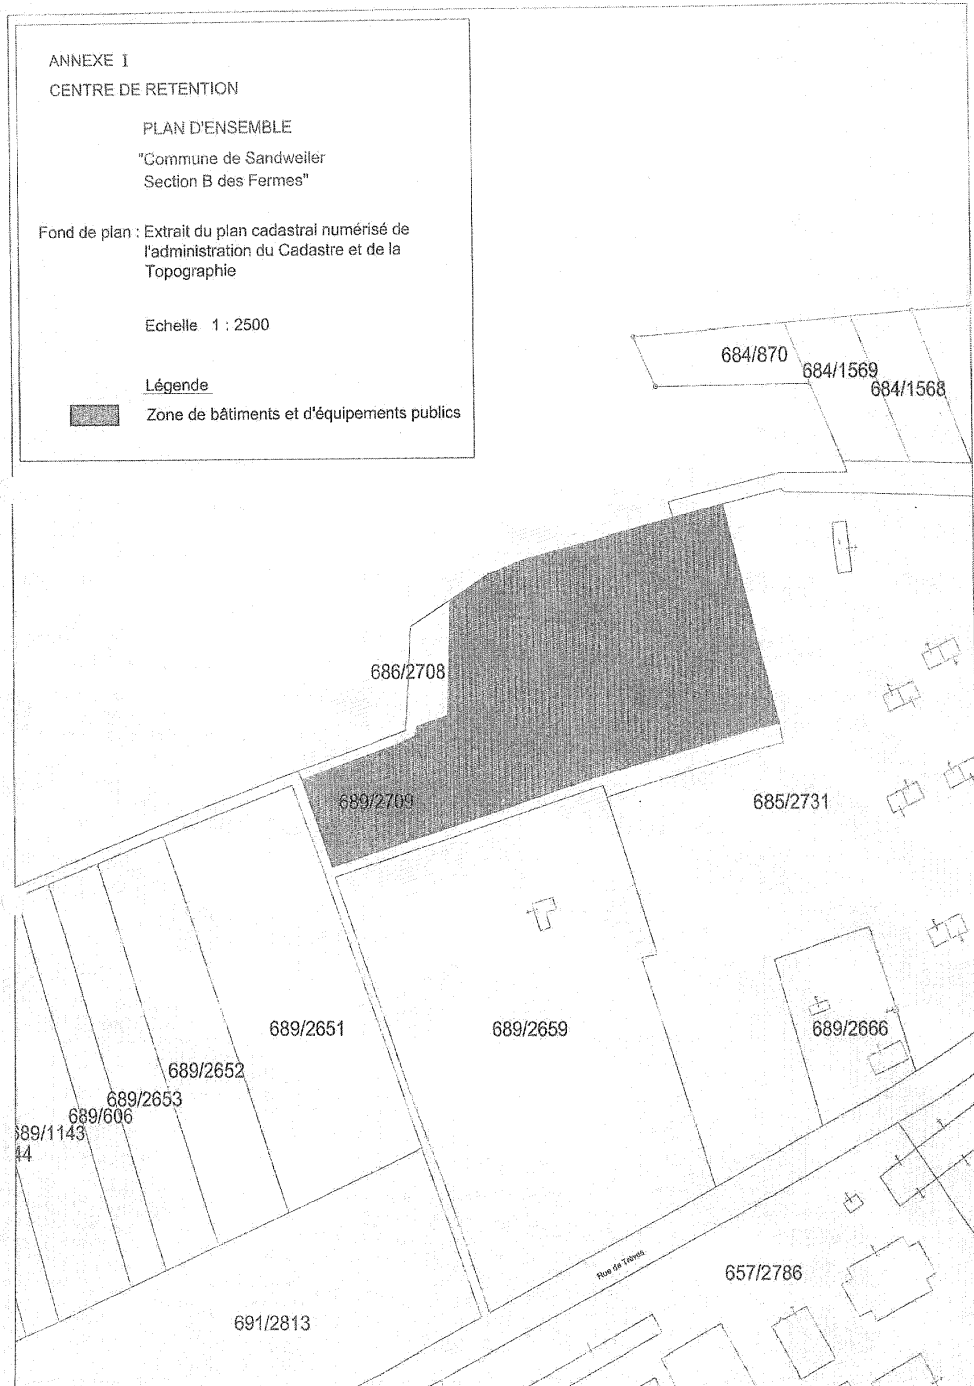 ANNEXE I
CENTRE DE RETENTION
PLAN D'ENSEMBLE
"Commune de Sandweiler
Section B des Fermes"
Fond de plan : Extrait du plan cadastral numérisé de
l'administration du Cadastre et de la
Topographie
Echelle 1 : 2500
Légende
Zone de bâtiments et d'équipements publics
684/870
684/1569
684/1568
686/2708
689/2709
685/2731
689/2651
689/2659
689/2666
689/2652
689/2653
689/606
689/1143
44
Rue de Trèves
657/2786
691/2813